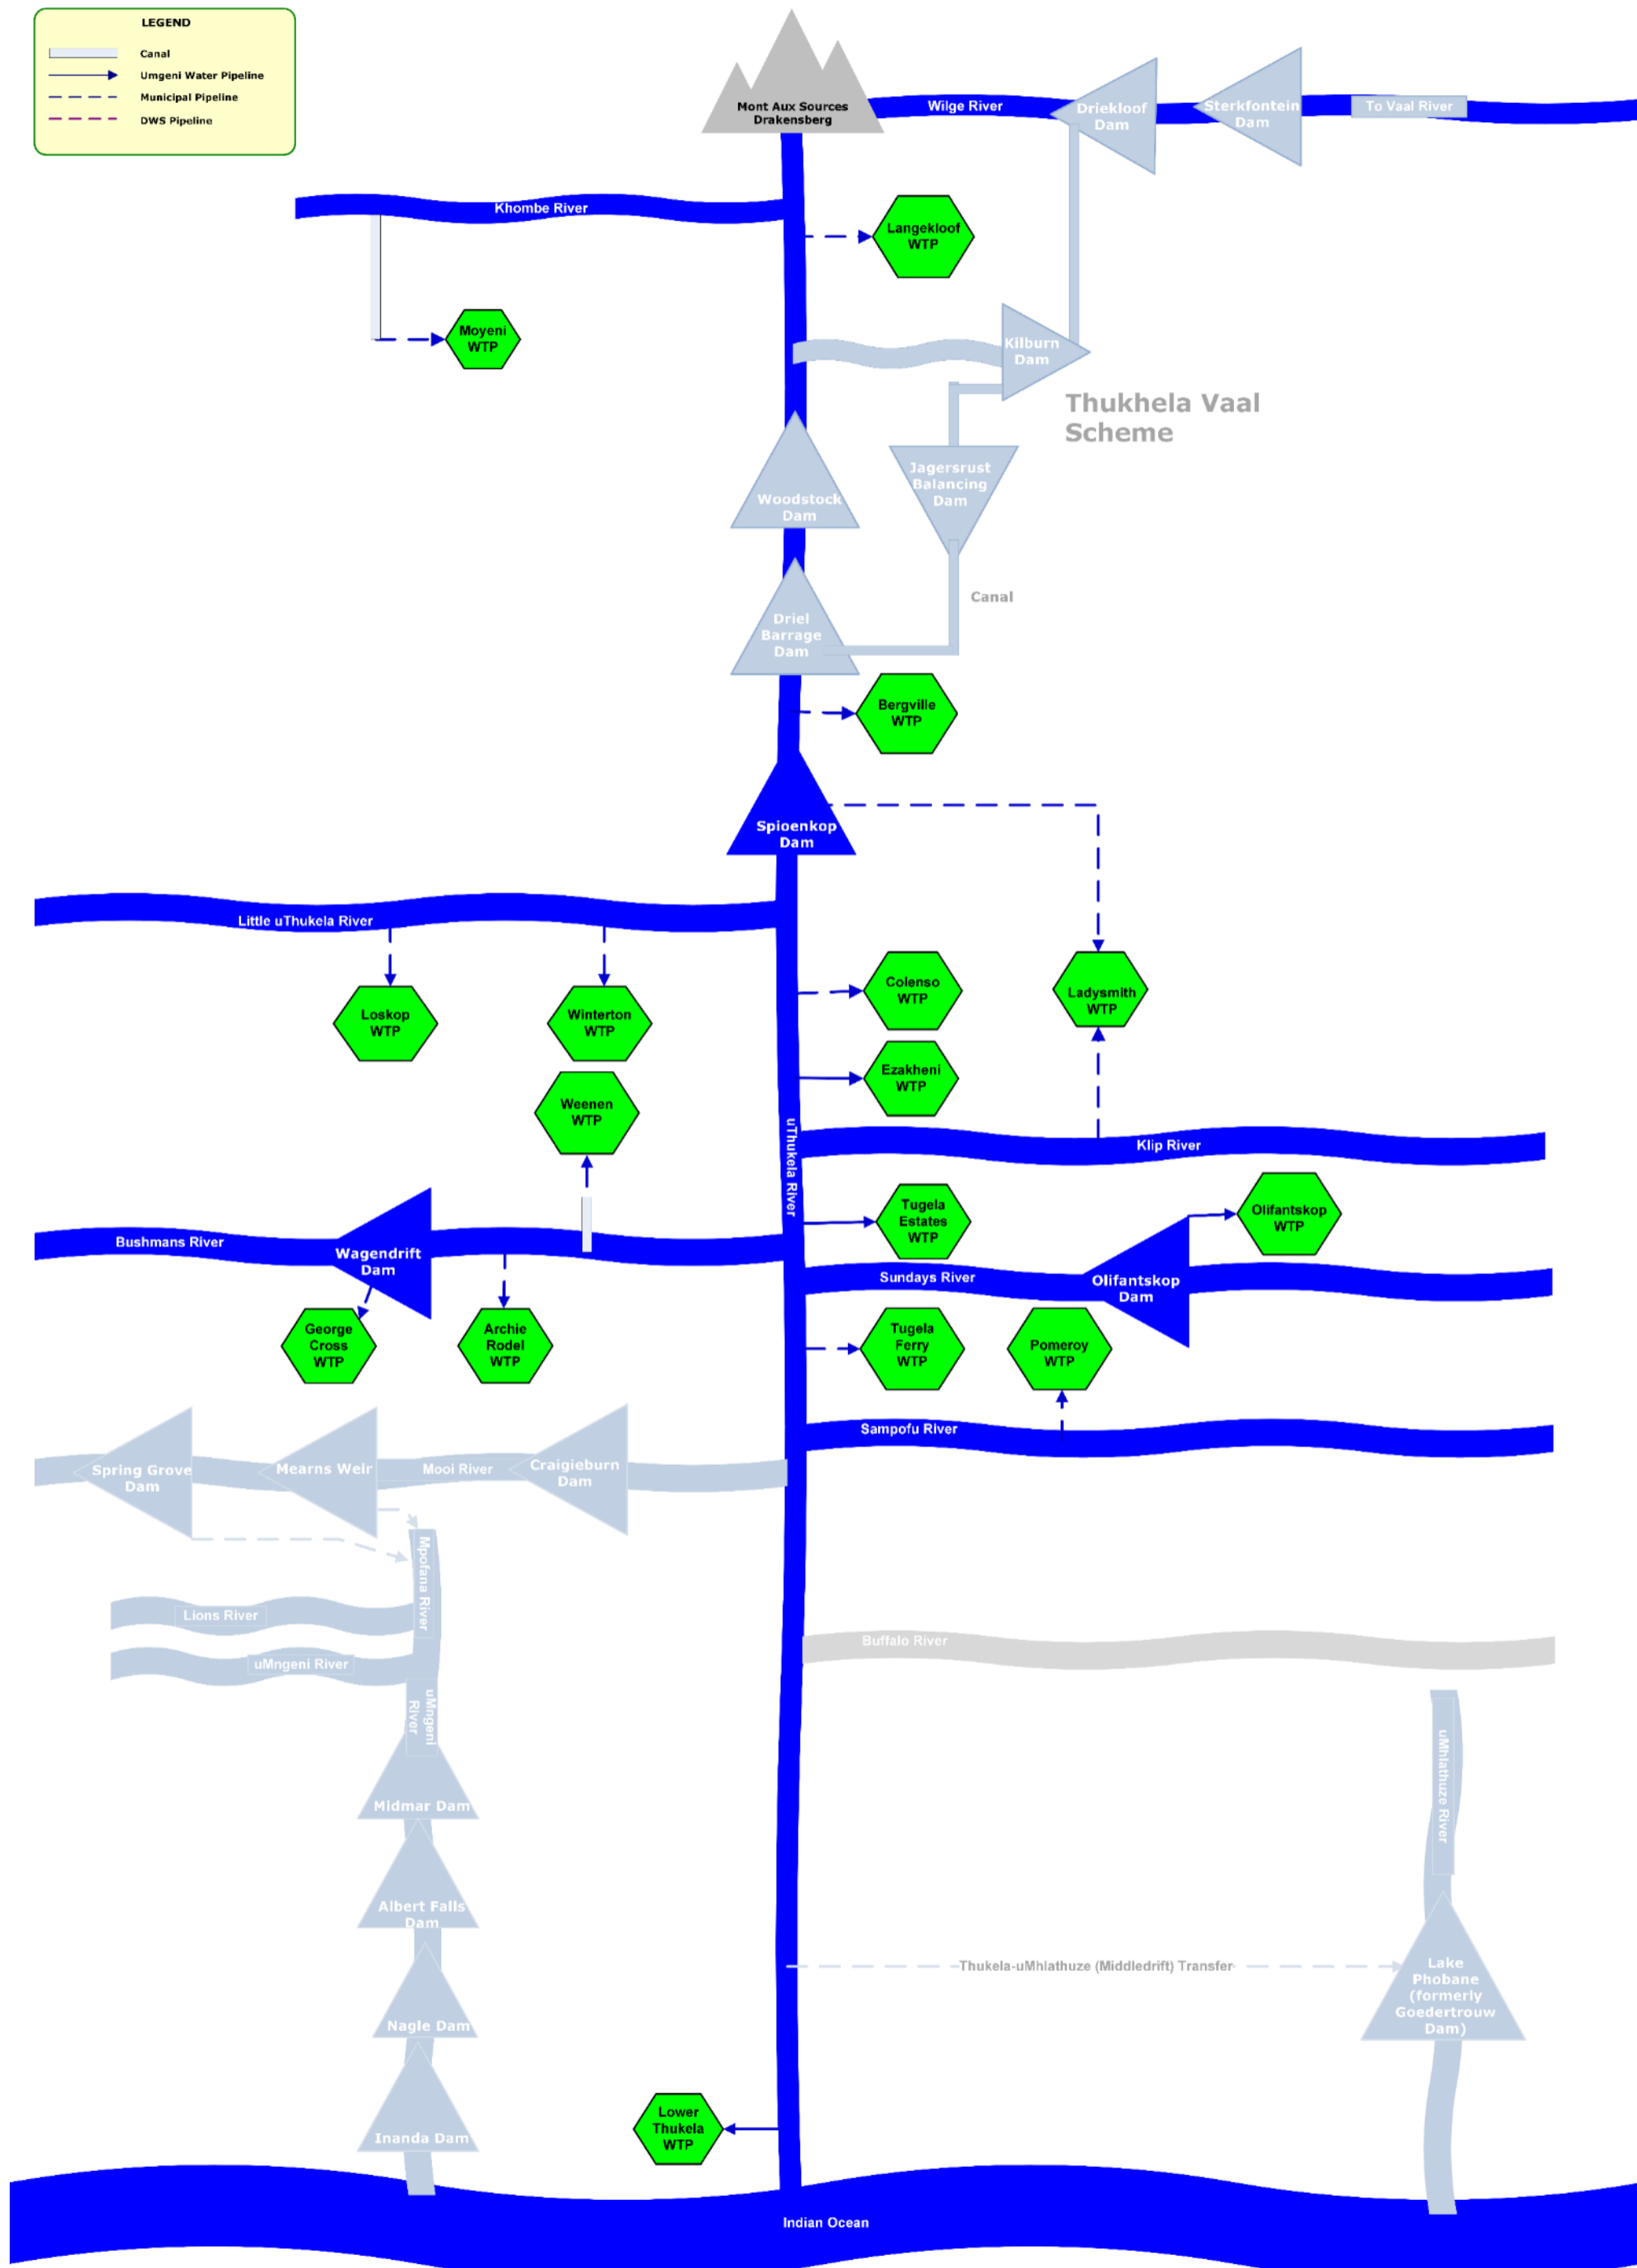 LEGEND
Canal
Umgeni Water Pipeline
Municipal Pipeline
DWS Pipeline
Mont Aux Sources
Drakensberg
Wilge River
Driekloof
Dam
Sterkfontein
Dam
To Vaal River
Khombe River
Langekloof
WTP
Moyeni
WTP
Kilburn
Dam
Thukhela Vaal
Scheme
Jagersrust
Balancing
Dam
Woodstock
Dam
Canal
Driel
Barrage
Dam
Bergville
WTP
Spioenkop
Dam
Little uThukela River
Loskop
WTP
Winterton
WTP
Colenso
WTP
Ladysmith
WTP
Ezakheni
WTP
Weenen
WTP
uThukela River
Klip River
Tugela
Estates
WTP
Olifantskop
WTP
Bushmans River
Wagendrift
Dam
Sundays River
Olifantskop
Dam
George
Cross
WTP
Archie
Rodel
WTP
Tugela
Ferry
WTP
Pomeroy
WTP
Sampofu River
Spring Grove
Dam
Mearns Weir
Mooi River
Craigieburn
Dam
Mpofana River
Lions River
uMngeni River
Buffalo River
uMngeni
River
uMhlathuze River
Midmar Dam
Albert Falls
Dam
Thukela-uMhlathuze (Middledrift) Transfer
Lake
Phobane
(formerly
Goedertrouw
Dam)
Nagle Dam
Lower
Thukela
WTP
Inanda Dam
Indian Ocean